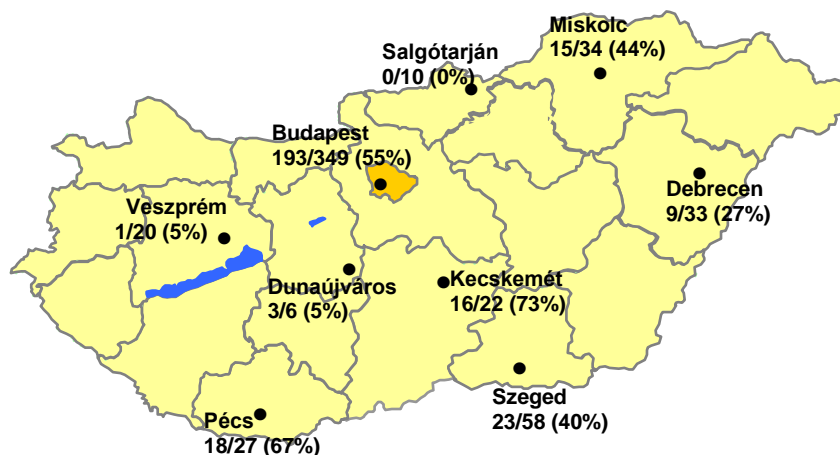 Miskolc
15/34 (44%)
Salgótarján
0/10 (0%)
Budapest
193/349 (55%)
Debrecen
9/33 (27%)
Veszprém
1/20 (5%)
Dunaújváros
3/6 (5%)
Kecskemét
16/22 (73%)
Szeged
23/58 (40%)
Pécs
18/27 (67%)